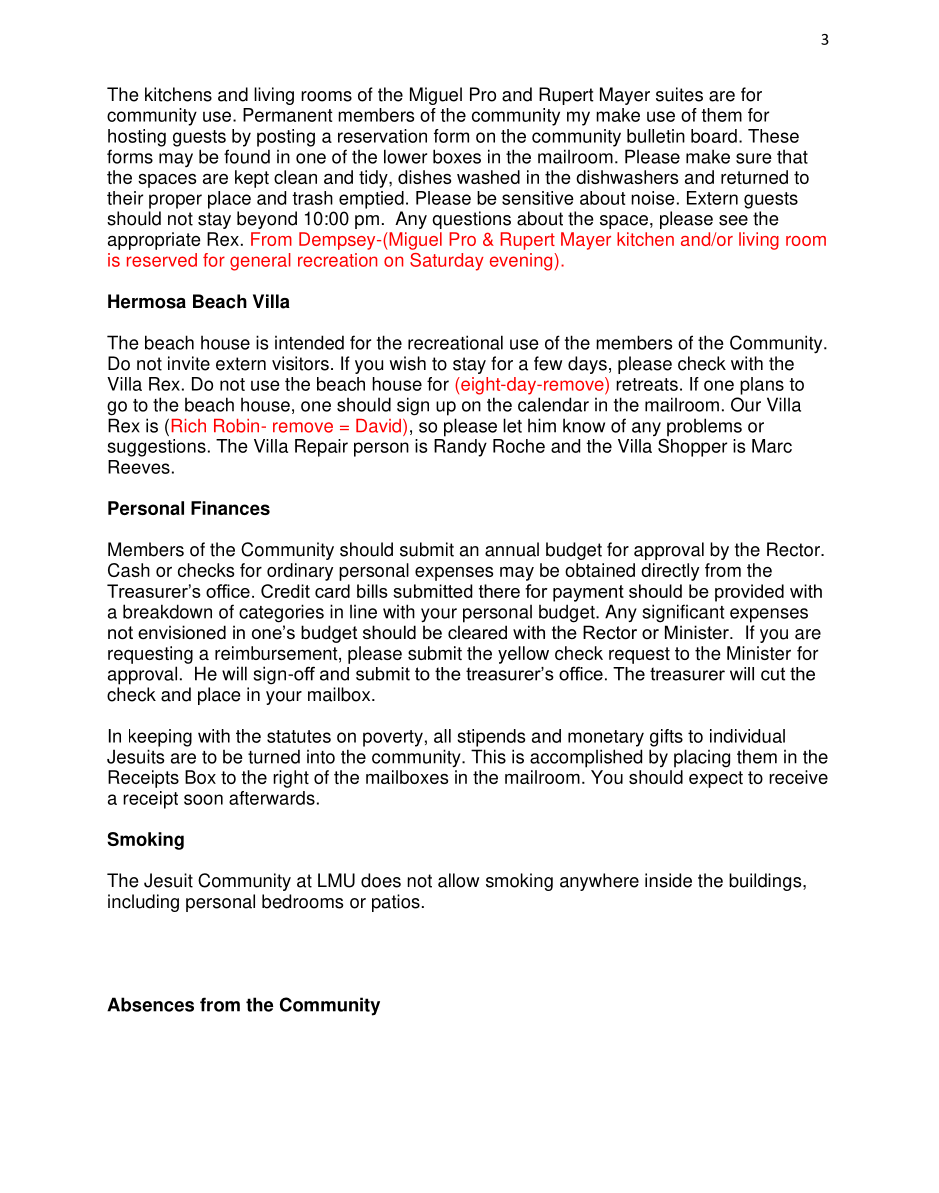 3
The kitchens and living rooms of the Miguel Pro and Rupert Mayer suites are for
community use. Permanent members of the community my make use of them for
hosting guests by posting a reservation form on the community bulletin board. These
forms may be found in one of the lower boxes in the mailroom. Please make sure that
the spaces are kept clean and tidy, dishes washed in the dishwashers and returned to
their proper place and trash emptied. Please be sensitive about noise. Extern guests
should not stay beyond 10:00 pm.  Any questions about the space, please see the
appropriate Rex. From Dempsey-(Miguel Pro & Rupert Mayer kitchen and/or living room
is reserved for general recreation on Saturday evening).
Hermosa Beach Villa
The beach house is intended for the recreational use of the members of the Community.
Do not invite extern visitors. If you wish to stay for a few days, please check with the
Villa Rex. Do not use the beach house for (eight-day-remove) retreats. If one plans to
go to the beach house, one should sign up on the calendar in the mailroom. Our Villa
Rex is (Rich Robin- remove = David), so please let him know of any problems or
suggestions. The Villa Repair person is Randy Roche and the Villa Shopper is Marc
Reeves.
Personal Finances
Members of the Community should submit an annual budget for approval by the Rector.
Cash or checks for ordinary personal expenses may be obtained directly from the
Treasurer’s office. Credit card bills submitted there for payment should be provided with
a breakdown of categories in line with your personal budget. Any significant expenses
not envisioned in one’s budget should be cleared with the Rector or Minister.  If you are
requesting a reimbursement, please submit the yellow check request to the Minister for
approval.  He will sign-off and submit to the treasurer’s office. The treasurer will cut the
check and place in your mailbox.
In keeping with the statutes on poverty, all stipends and monetary gifts to individual
Jesuits are to be turned into the community. This is accomplished by placing them in the
Receipts Box to the right of the mailboxes in the mailroom. You should expect to receive
a receipt soon afterwards.
Smoking
The Jesuit Community at LMU does not allow smoking anywhere inside the buildings,
including personal bedrooms or patios.
Absences from the Community